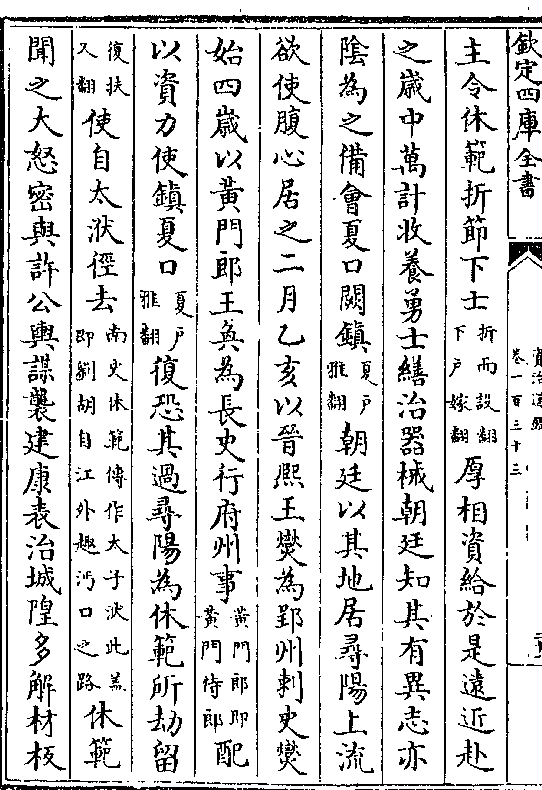 欽定四庫全書
資治通鑑
卷一百三十三
主令休範折節下士折而設翻下戶嫁翻厚相資給於是遠近赴
之歳中萬計收養勇士繕治器械朝廷知其有異志亦
陰為之備會夏口闕鎮夏戶雅翻朝廷以其地居尋陽上流
欲使腹心居之二月乙亥以晉熙王燮為郢州刺史燮
始四歳以黃門郎王奐為長史行府州事黃門郎即黃門侍郎配
以資力使鎮夏口夏戶雅翻復恐其過尋陽為休範所劫留
復扶又翻使自太洑徑去南史休範傳作太子洑此盖即劉胡自江外趣沔口之路休範
聞之大怒密與許公輿謀襲建康表治城隍多解材板